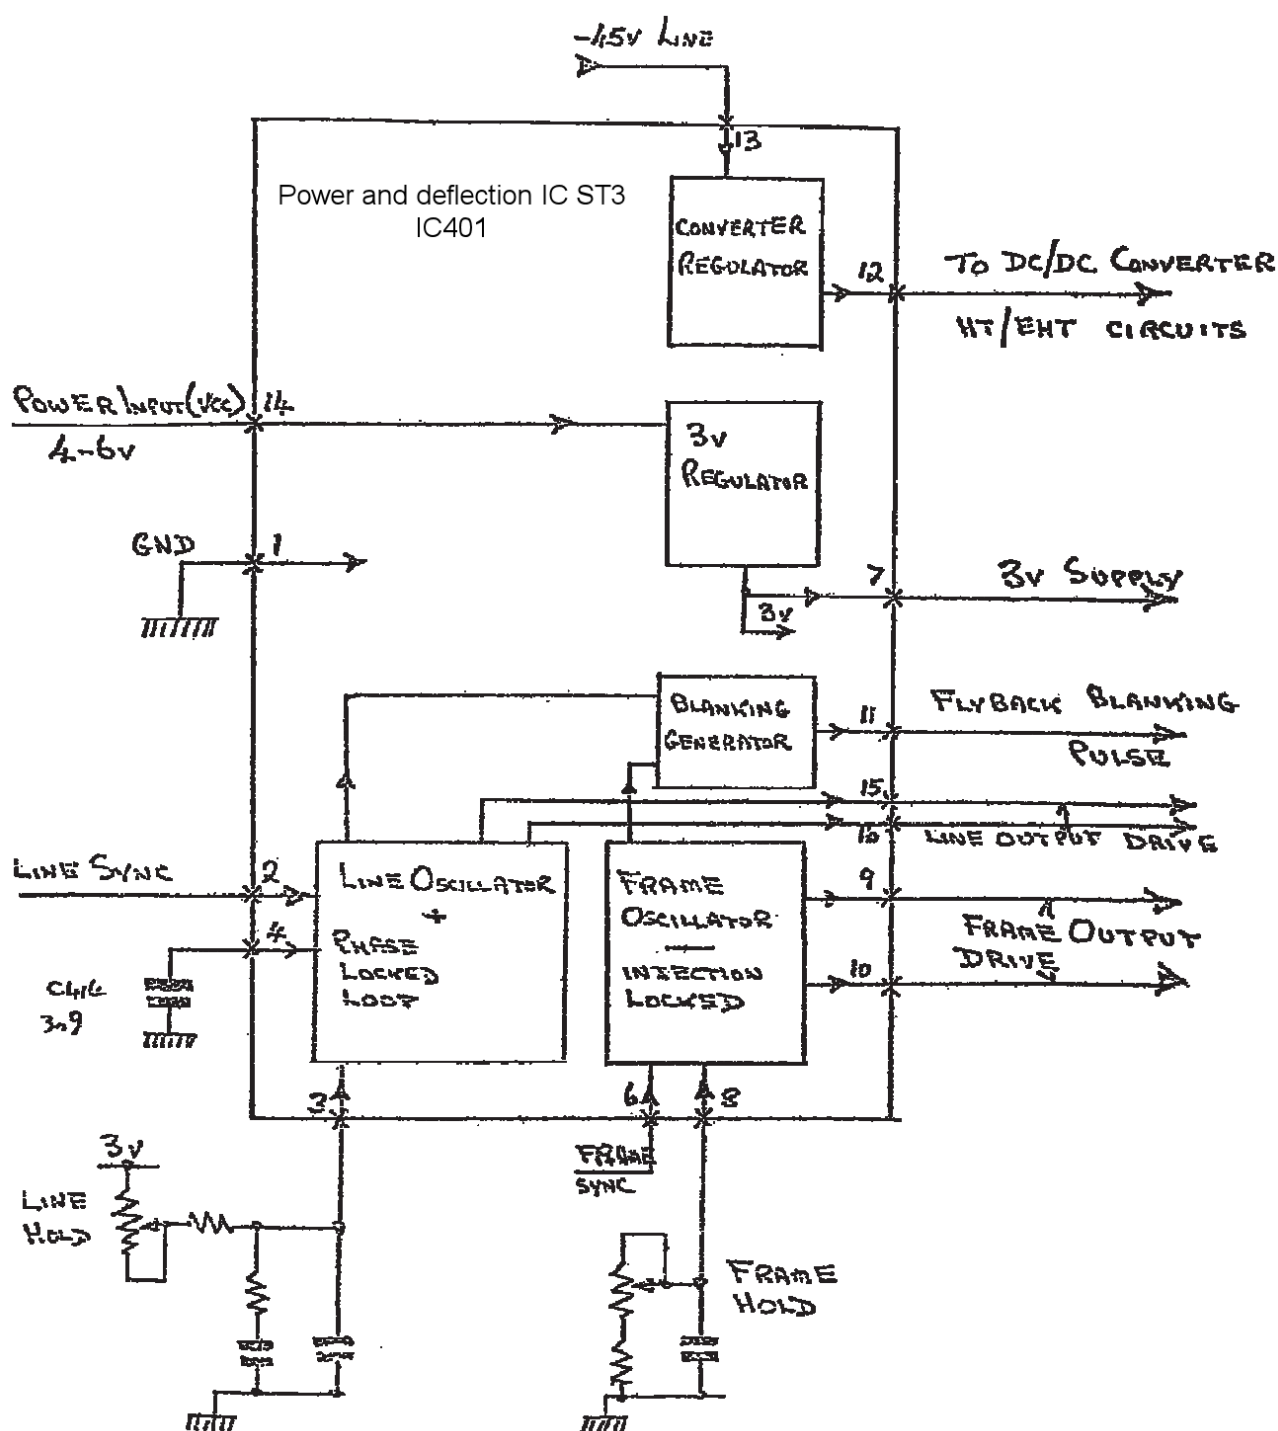 -45v LINE
13
Power and deflection IC ST3
IC401
CONVERTER
REGULATOR
12
TO DC/DC CONVERTER
HT/EHT CIRCUITS
POWER INPUT (VCC)
14
4-6v
3v
REGULATOR
GND
1
7
3v SUPPLY
3v
BLANKING
GENERATOR
11
FLYBACK BLANKING
PULSE
15
16
LINE OUTPUT DRIVE
LINE SYNC
2
LINE OSCILLATOR
+
PHASE
LOCKED
LOOP
FRAME
OSCILLATOR
INJECTION
LOCKED
9
FRAME OUTPUT
DRIVE
10
4
C414
3n9
3
6
8
FRAME
SYNC
3v
LINE
HOLD
FRAME
HOLD